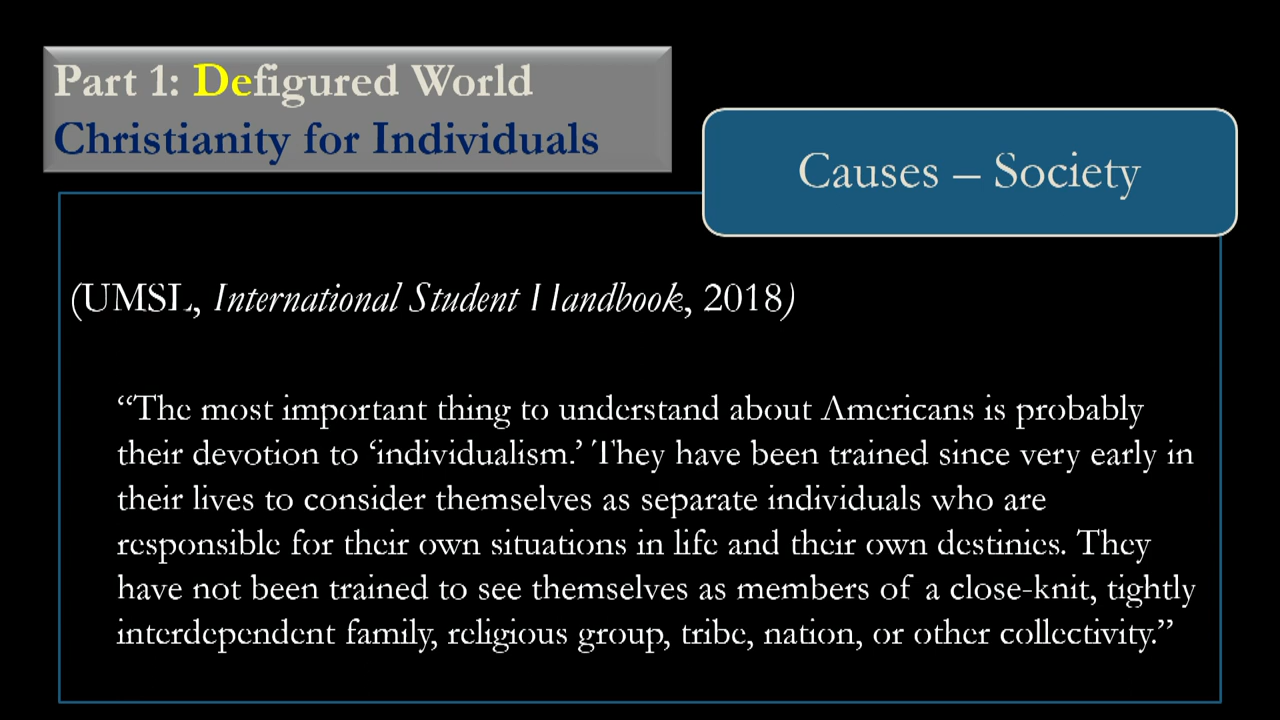 Part 1: Defigured World
Christianity for Individuals
Causes – Society
(UMSL, International Student Handbook, 2018)
“The most important thing to understand about Americans is probably
their devotion to ‘individualism.’ They have been trained since very early in
their lives to consider themselves as separate individuals who are
responsible for their own situations in life and their own destinies. They
have not been trained to see themselves as members of a close-knit, tightly
interdependent family, religious group, tribe, nation, or other collectivity.”